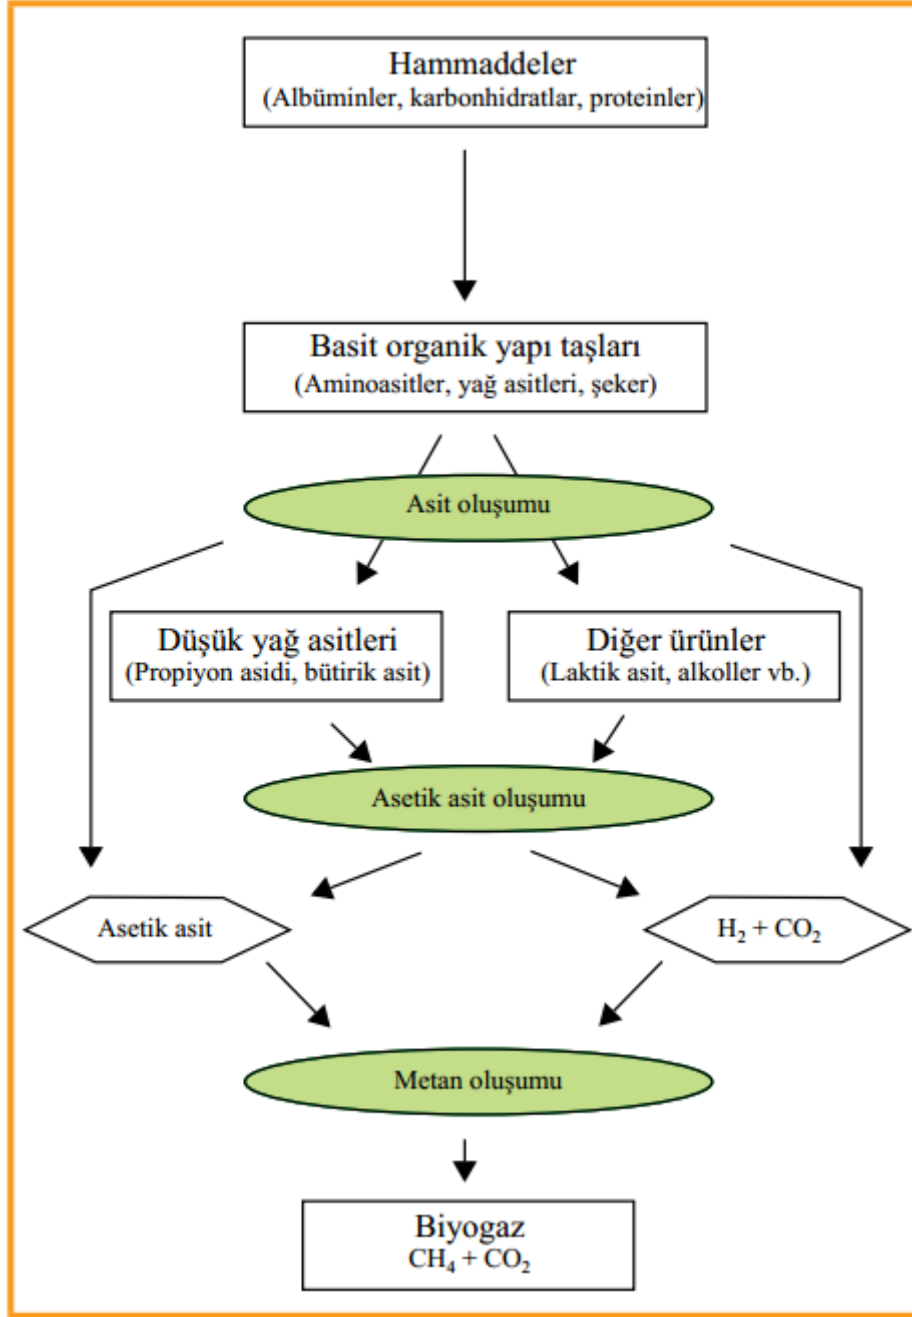 Hammaddeler
(Albüminler, karbonhidratlar, proteinler)
Basit organik yapı taşları
(Aminoasitler, yağ asitleri, şeker)
Asit oluşumu
Düşük yağ asitleri
(Propiyon asidi, bütirik asit)
Diğer ürünler
(Laktik asit, alkoller vb.)
Asetik asit oluşumu
Asetik asit
H₂ + CO₂
Metan oluşumu
Biyogaz
CH₄ + CO₂